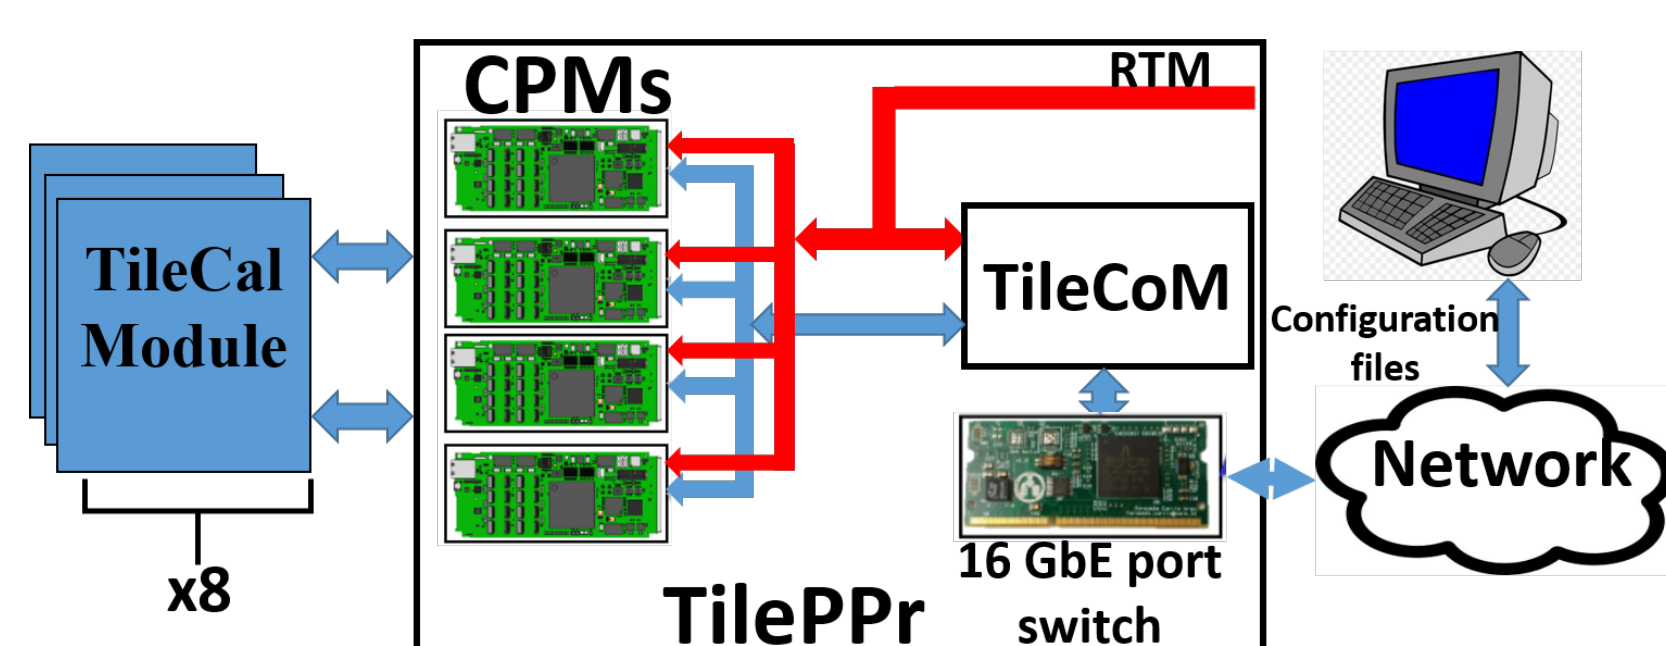 CPMs
RTM
TileCal
Module
TileCoM
Configuration
files
Network
16 GbE port
switch
x8
TilePPr